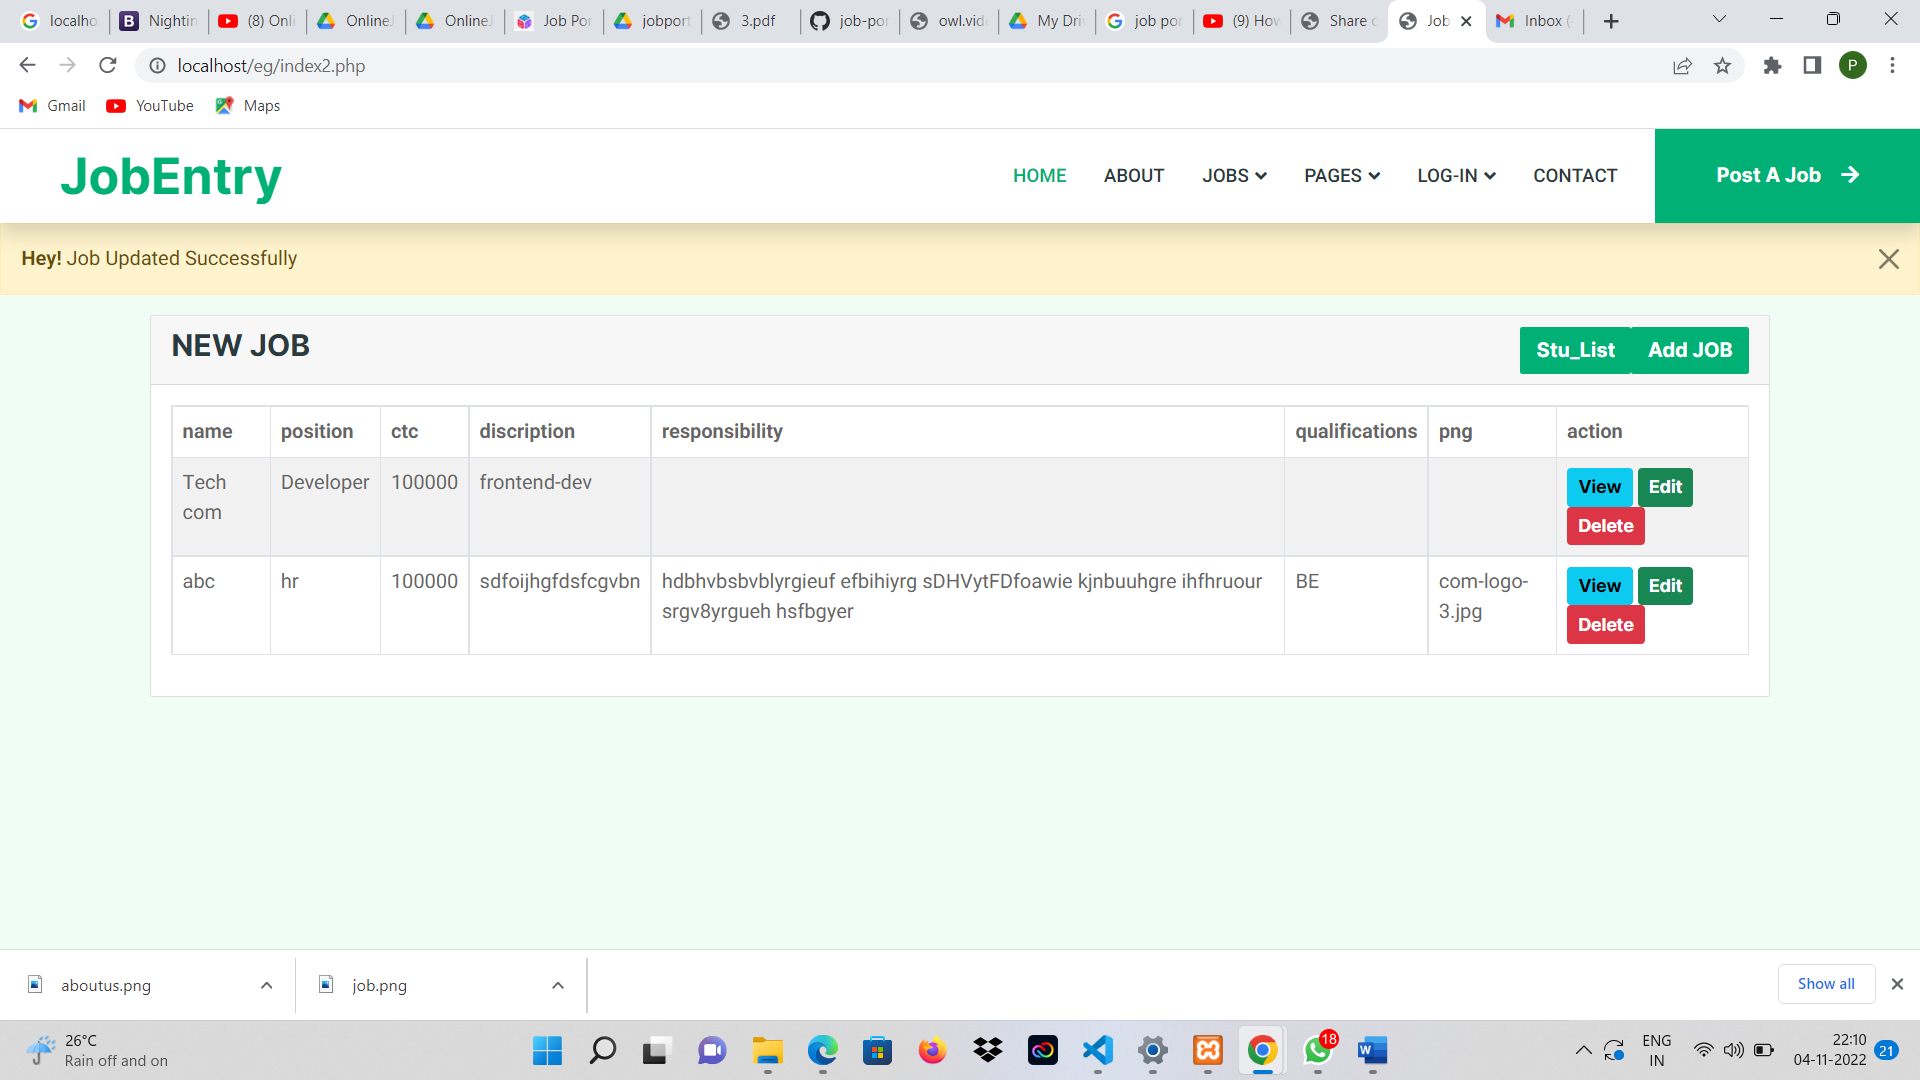 localho
Nightin
(8) Onli
Online
Online
Job Por
jobport
3.pdf
job-por
owl.vid
My Driv
job por
(9) How
Share o
Job
Inbox (
localhost/eg/index2.php
P
Gmail
YouTube
Maps
JobEntry
HOME
ABOUT
JOBS
PAGES
LOG-IN
CONTACT
Post A Job
Hey! Job Updated Successfully
NEW JOB
Stu_List
Add JOB
name position ctc discription responsibility qualifications png action
Tech Developer 100000 frontend-dev View Edit
com
Delete
abc hr 100000 sdfoijhgfdsfcgvbn hdbhvbsbvblyrgieuf efbihiyrg sDHVytFDfoawie kjnbuuhgre ihfhruour BE com-logo- View Edit
srgv8yrgueh hsfbgyer 3.jpg
Delete
aboutus.png
job.png
Show all
26°C
Rain off and on
18
ENG
IN
22:10
04-11-2022
21